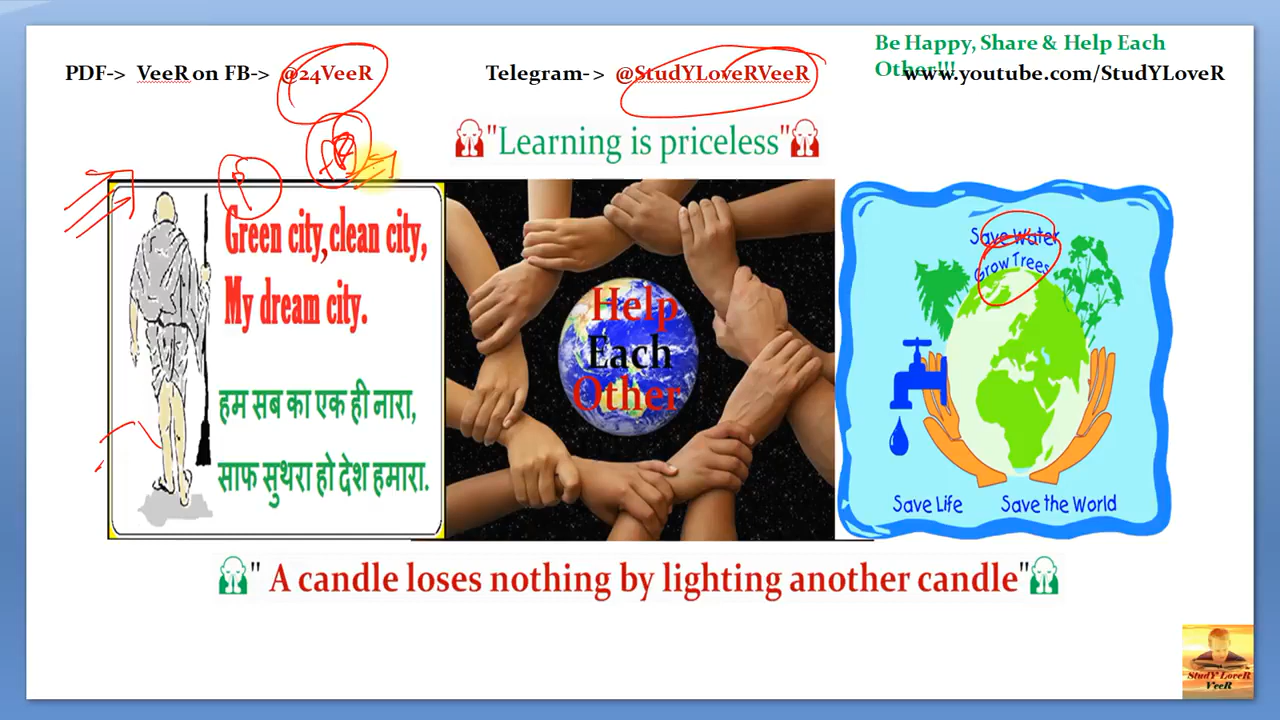 PDF-> VeeR on FB-> @24VeeR
Telegram- > @StudYLoveRVeeR
Be Happy, Share & Help Each
Other!!!
www.youtube.com/StudYLoveR
"Learning is priceless"
Green city, clean city,
My dream city.
हम सब का एक ही नारा,
साफ सुथरा हो देश हमारा.
Help
Each
Other
Save Water
Grow Trees
Save Life
Save the World
" A candle loses nothing by lighting another candle"
StudY LoveR
VeeR